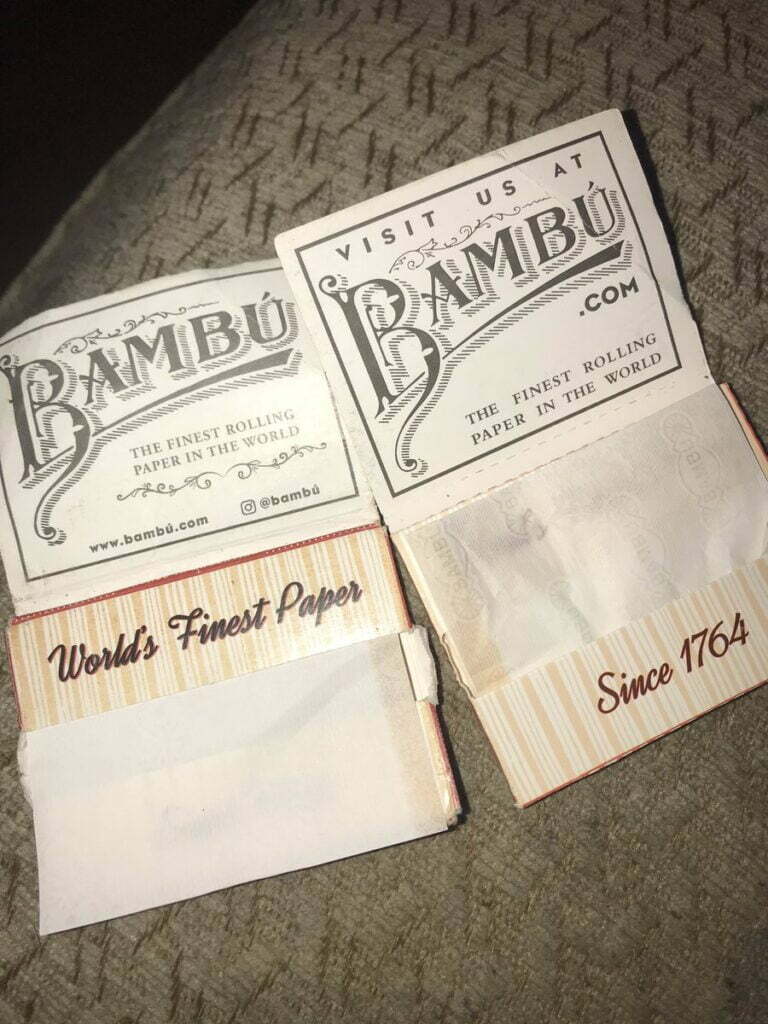 BAMBÚ
THE FINEST ROLLING
PAPER IN THE WORLD
www.bambú.com
@bambú
World's Finest Paper
VISIT US AT
BAMBÚ
.COM
THE FINEST ROLLING
PAPER IN THE WORLD
Since 1764